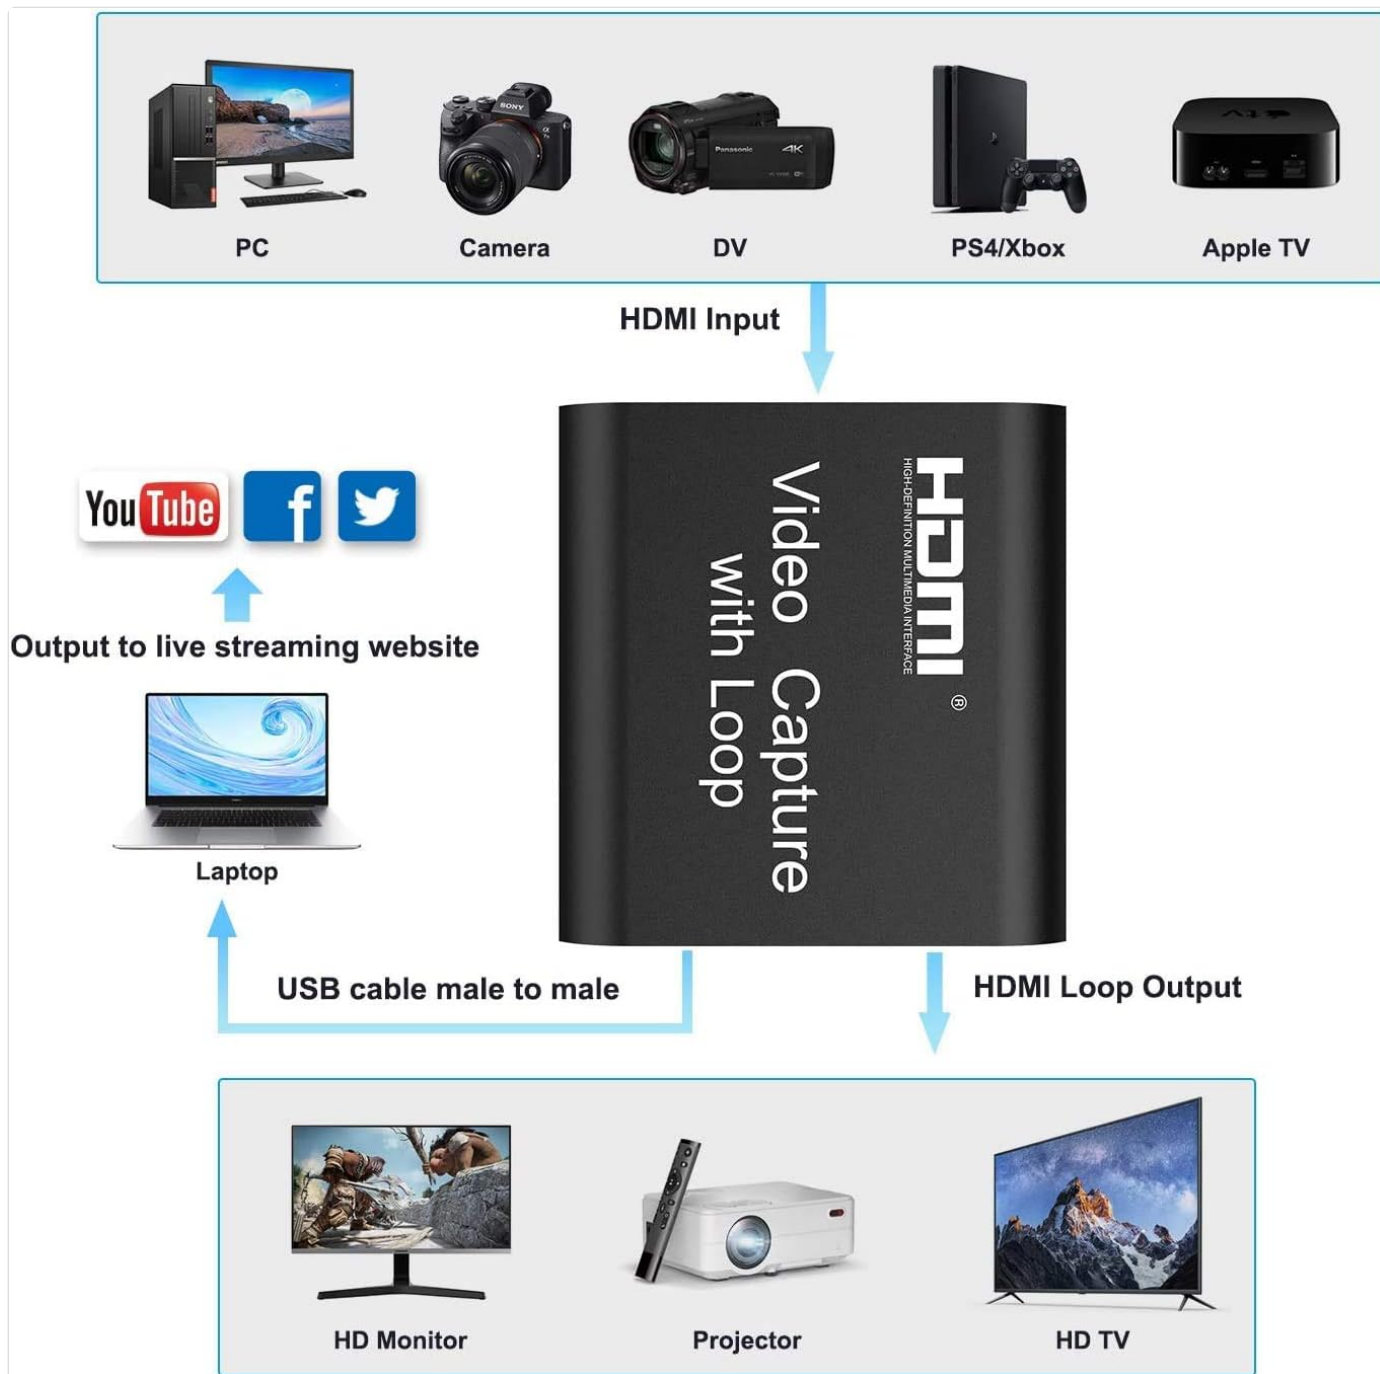 SONY
Panasonic
4K
tv
PC
Camera
DV
PS4/Xbox
Apple TV
HDMI Input
HDMI
HIGH-DEFINITION MULTIMEDIA INTERFACE
®
Video Capture
with Loop
YouTube
f
Output to live streaming website
Laptop
USB cable male to male
HDMI Loop Output
HD Monitor
Projector
HD TV